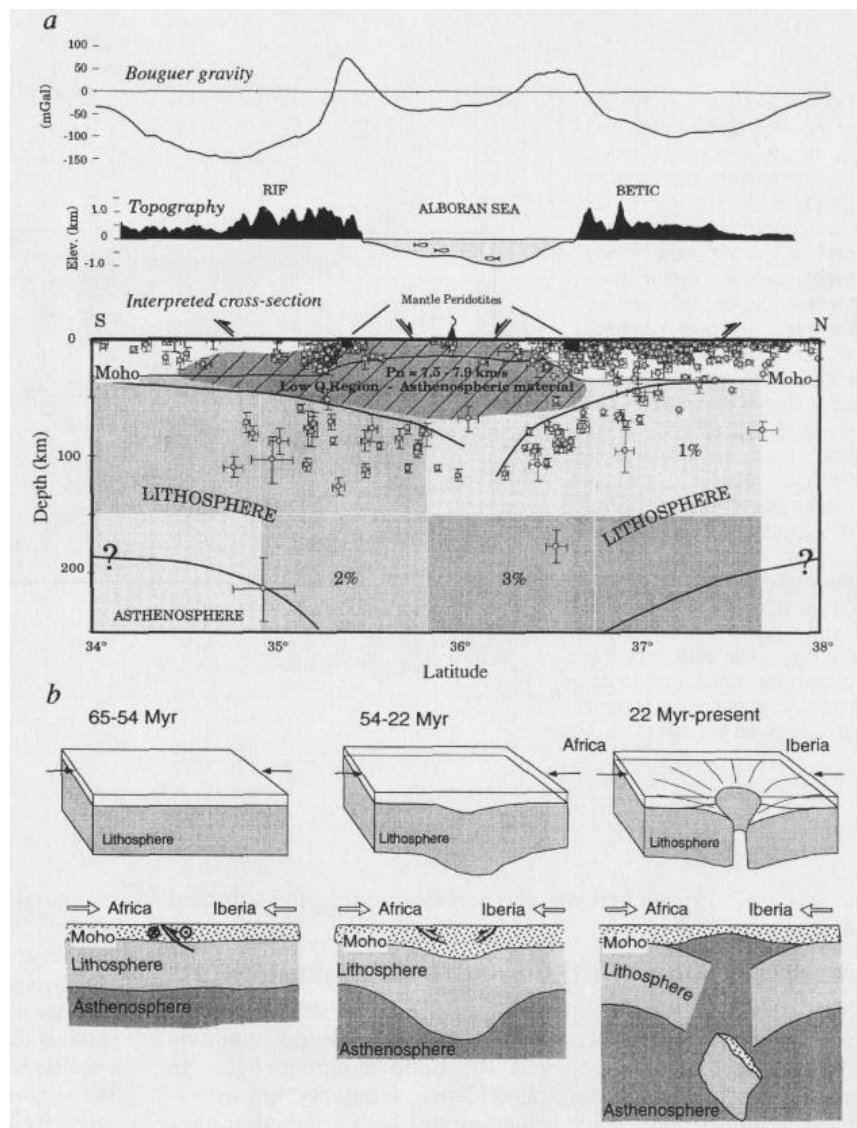 a
100
50
0
-50
-100
-150
(mGal)
Bouguer gravity
RIF
BETIC
Topography
ALBORAN SEA
1.0
0
-1.0
Elev. (km)
Interpreted cross-section
Mantle Peridotites
S
N
0
Moho
Moho
Pn = 7.5 - 7.9 km/s
Low Q Region - Asthenospheric material
100
1%
LITHOSPHERE
LITHOSPHERE
Depth (km)
?
?
200
2%
3%
ASTHENOSPHERE
34°
35°
36°
37°
38°
Latitude
b
65-54 Myr
54-22 Myr
22 Myr-present
Africa
Iberia
Lithosphere
Lithosphere
Lithosphere
Africa
Iberia
Africa
Iberia
Africa
Iberia
Moho
Moho
Moho
Lithosphere
Lithosphere
Lithosphere
Asthenosphere
Asthenosphere
Asthenosphere